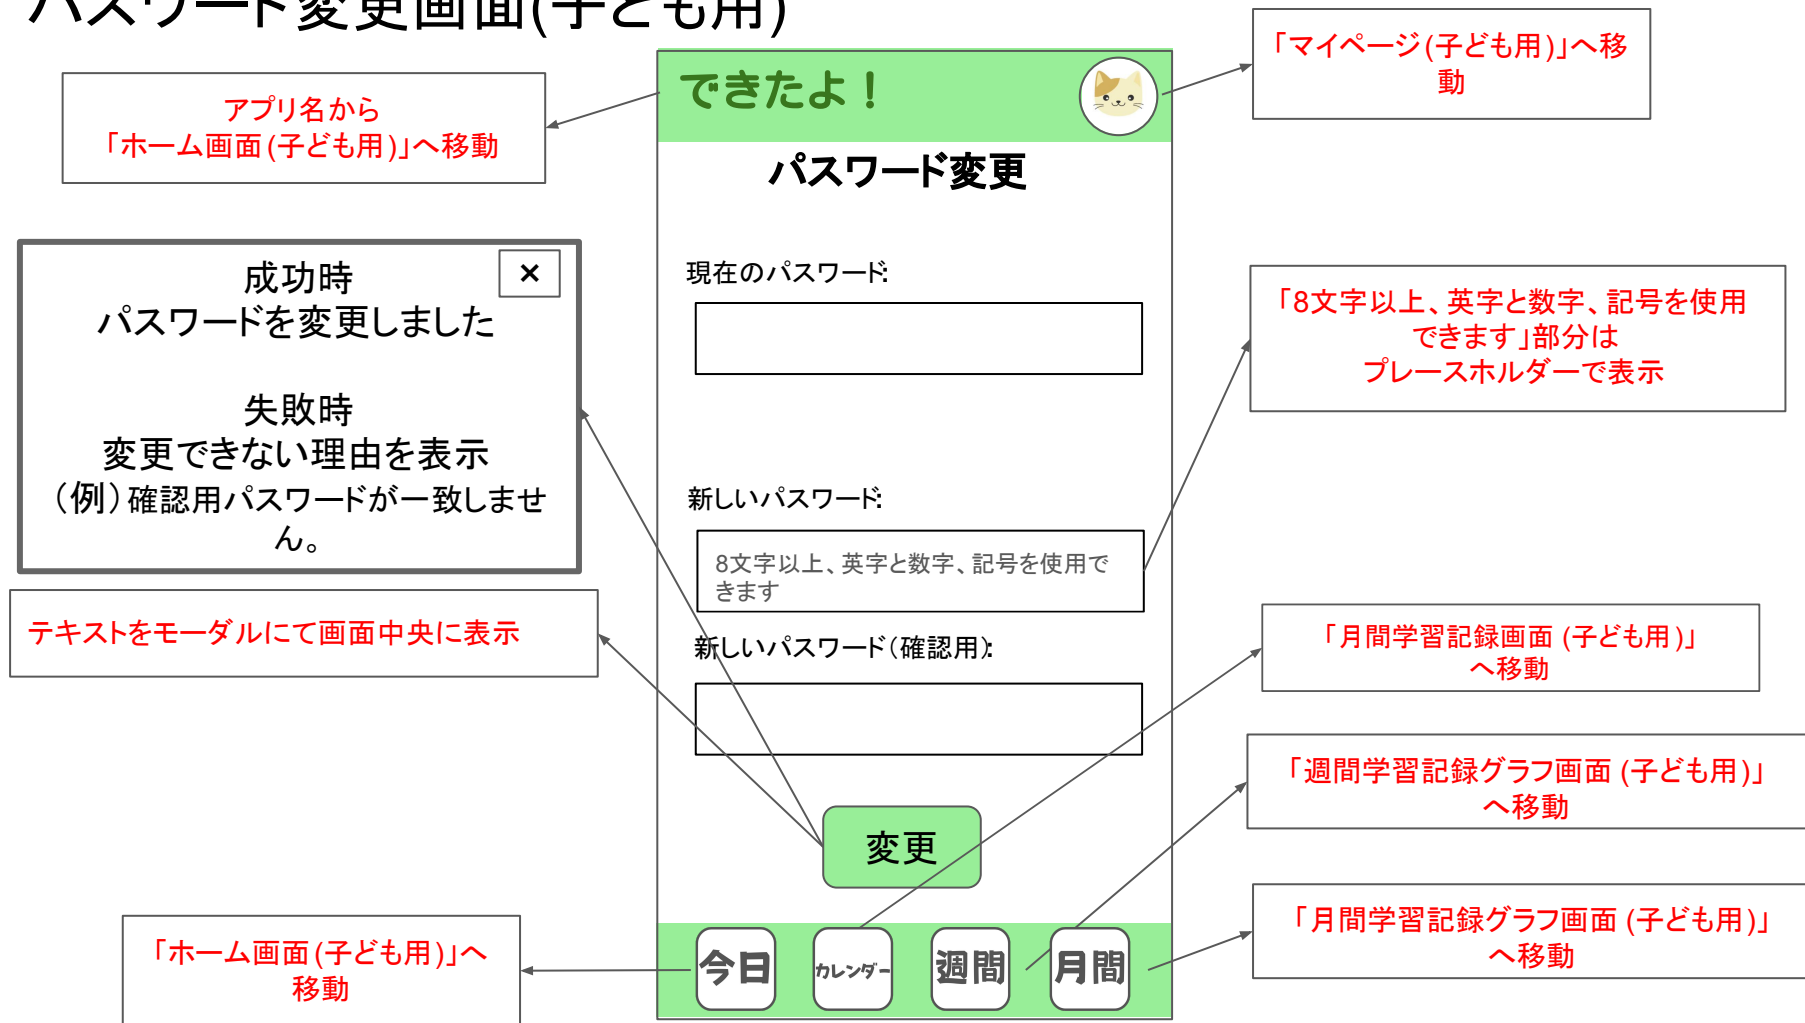 パスワード変更画面(子ども用)
アプリ名から
「ホーム画面(子ども用)」へ移動
できたよ！
「マイページ(子ども用)」へ移
動
パスワード変更
成功時
×
パスワードを変更しました
失敗時
変更できない理由を表示
（例）確認用パスワードが一致しませ
ん。
テキストをモーダルにて画面中央に表示
現在のパスワード:
新しいパスワード:
8文字以上、英字と数字、記号を使用で
きます
新しいパスワード（確認用）:
変更
「8文字以上、英字と数字、記号を使用
できます」部分は
プレースホルダーで表示
「月間学習記録画面(子ども用)」
へ移動
「週間学習記録グラフ画面(子ども用)」
へ移動
「月間学習記録グラフ画面(子ども用)」
へ移動
「ホーム画面(子ども用)」へ
移動
今日
カレンダー
週間
月間